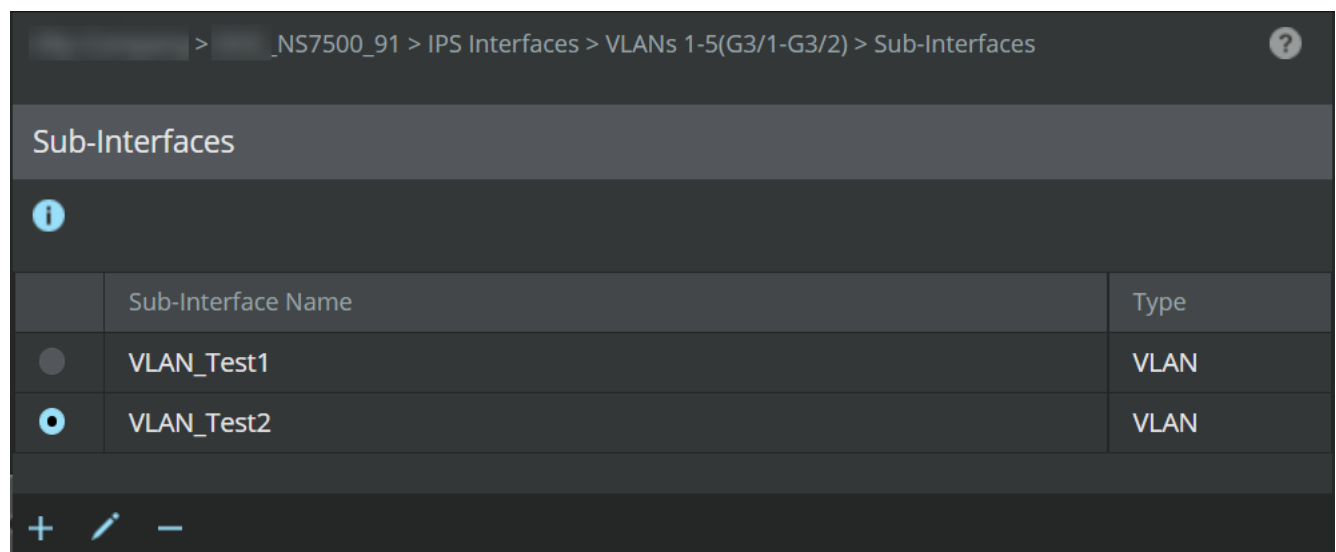 > _NS7500_91 > IPS Interfaces > VLANs 1-5(G3/1-G3/2) > Sub-Interfaces
Sub-Interfaces
Sub-Interface Name Type
VLAN_Test1 VLAN
VLAN_Test2 VLAN